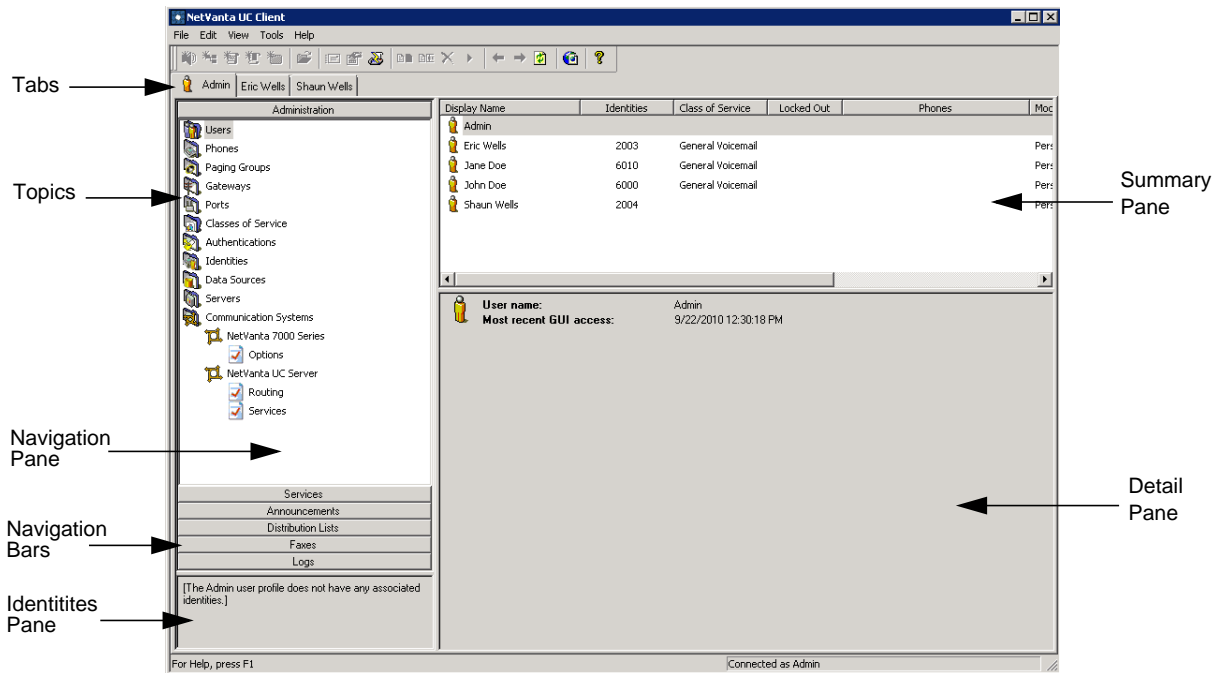 NetVanta UC Client
File Edit View Tools Help
Tabs
Admin Eric Wells Shaun Wells
Administration
Topics
Users
Phones
Paging Groups
Gateways
Ports
Classes of Service
Authentications
Identities
Data Sources
Servers
Communication Systems
NetVanta 7000 Series
Options
NetVanta UC Server
Routing
Services
Navigation
Pane
Services
Announcements
Distribution Lists
Faxes
Logs
Navigation
Bars
[The Admin user profile does not have any associated
identities.]
Identitites
Pane
Display Name Identities Class of Service Locked Out Phones Moc
Admin
Eric Wells 2003 General Voicemail Pers
Jane Doe 6010 General Voicemail Pers
John Doe 6000 General Voicemail Pers
Shaun Wells 2004 Pers
Summary
Pane
User name: Admin
Most recent GUI access: 9/22/2010 12:30:18 PM
Detail
Pane
For Help, press F1
Connected as Admin